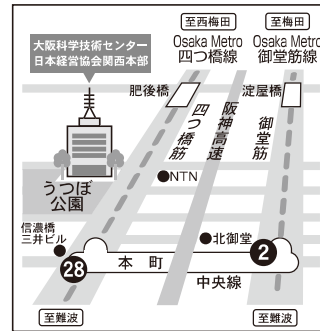 至西梅田
至梅田
大阪科学技術センター
日本経営協会関西本部
Osaka Metro
四つ橋線
Osaka Metro
御堂筋線
肥後橋
淀屋橋
四つ橋筋
阪神高速
御堂筋
NTN
うつぼ
公園
信濃橋
三井ビル
北御堂
28
本町
2
中央線
至難波
至難波